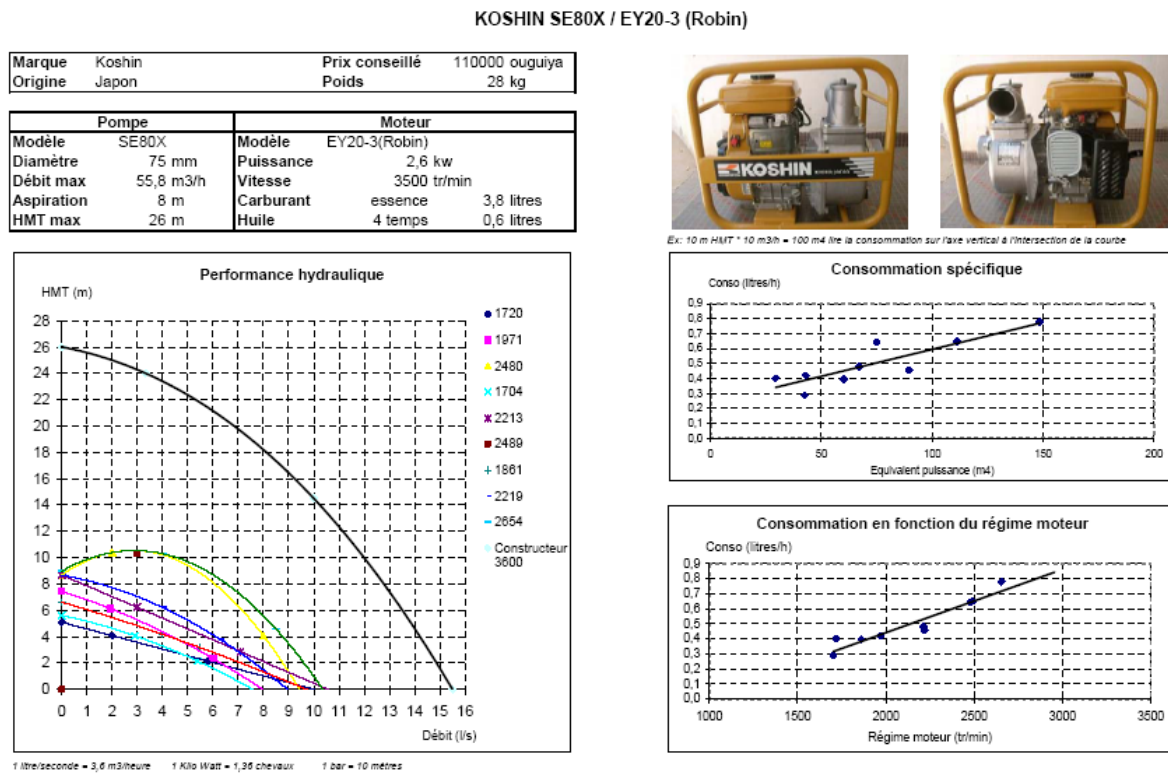 KOSHIN SE80X / EY20-3 (Robin)
Marque Koshin Prix conseillé 110000 ouguiya
Origine Japon Poids 28 kg
Pompe Moteur
Modèle SE80X Modèle EY20-3(Robin)
Diamètre 75 mm Puissance 2,6 kw
Débit max 55,8 m3/h Vitesse 3500 tr/min
Aspiration 8 m Carburant essence 3,8 litres
HMT max 26 m Huile 4 temps 0,6 litres
KOSHIN
Ex: 10 m HMT * 10 m3/h = 100 m4 lire la consommation sur l'axe vertical à l'intersection de la courbe
Performance hydraulique
HMT (m)
28
26
24
22
20
18
16
14
12
10
8
6
4
2
0
0 1 2 3 4 5 6 7 8 9 10 11 12 13 14 15 16
Débit (l/s)
1720
1971
2480
1704
2213
2489
1861
2219
2654
Constructeur
3600
Consommation spécifique
Conso (litres/h)
0,9
0,8
0,7
0,6
0,5
0,4
0,3
0,2
0,1
0,0
0 50 100 150 200
Equivalent puissance (m4)
Consommation en fonction du régime moteur
Conso (litres/h)
0,9
0,8
0,7
0,6
0,5
0,4
0,3
0,2
0,1
0,0
1000 1500 2000 2500 3000 3500
Régime moteur (tr/min)
1 litre/seconde = 3,6 m3/heure 1 Kilo Watt = 1,36 chevaux 1 bar = 10 mètres